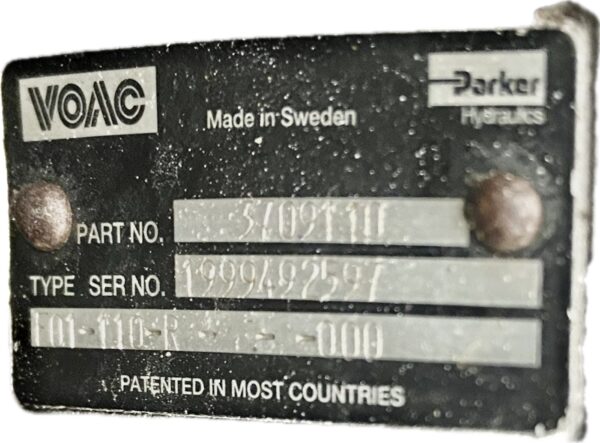 VOAC
Parker
Hydraulics
Made in Sweden
PART NO. 3709110
TYPE SER NO. 1999492597
F01-110-R - - -000
PATENTED IN MOST COUNTRIES